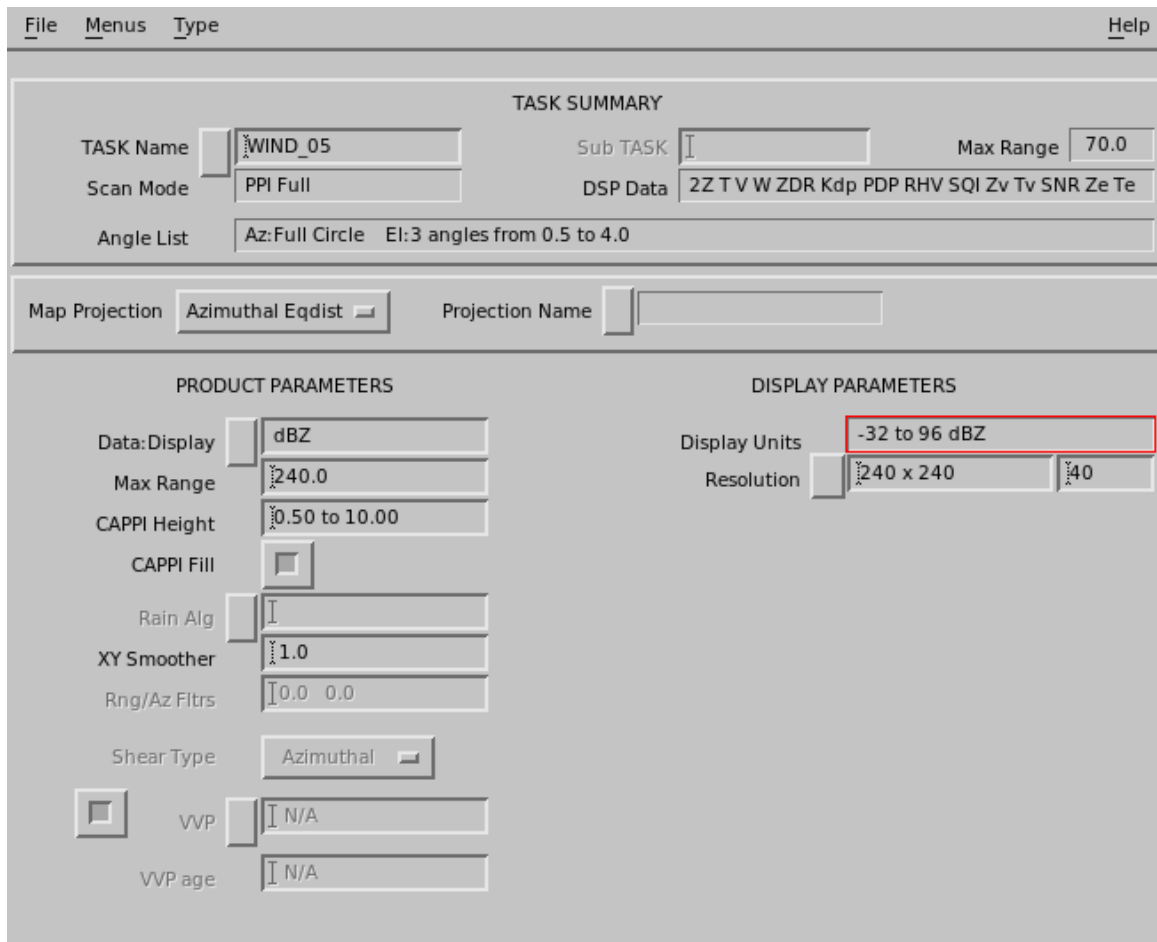 File Menus Type Help
TASK SUMMARY
TASK Name WIND_05 Sub TASK Max Range 70.0
Scan Mode PPI Full DSP Data 2Z T V W ZDR Kdp PDP RHV SQI Zv Tv SNR Ze Te
Angle List Az:Full Circle El:3 angles from 0.5 to 4.0
Map Projection Azimuthal Eqdist Projection Name
PRODUCT PARAMETERS DISPLAY PARAMETERS
Data:Display dBZ Display Units -32 to 96 dBZ
Max Range 240.0 Resolution 240 x 240 40
CAPPI Height 0.50 to 10.00
CAPPI Fill
Rain Alg
XY Smoother 1.0
Rng/Az Fltrs 0.0 0.0
Shear Type Azimuthal
VVP N/A
VVP age N/A